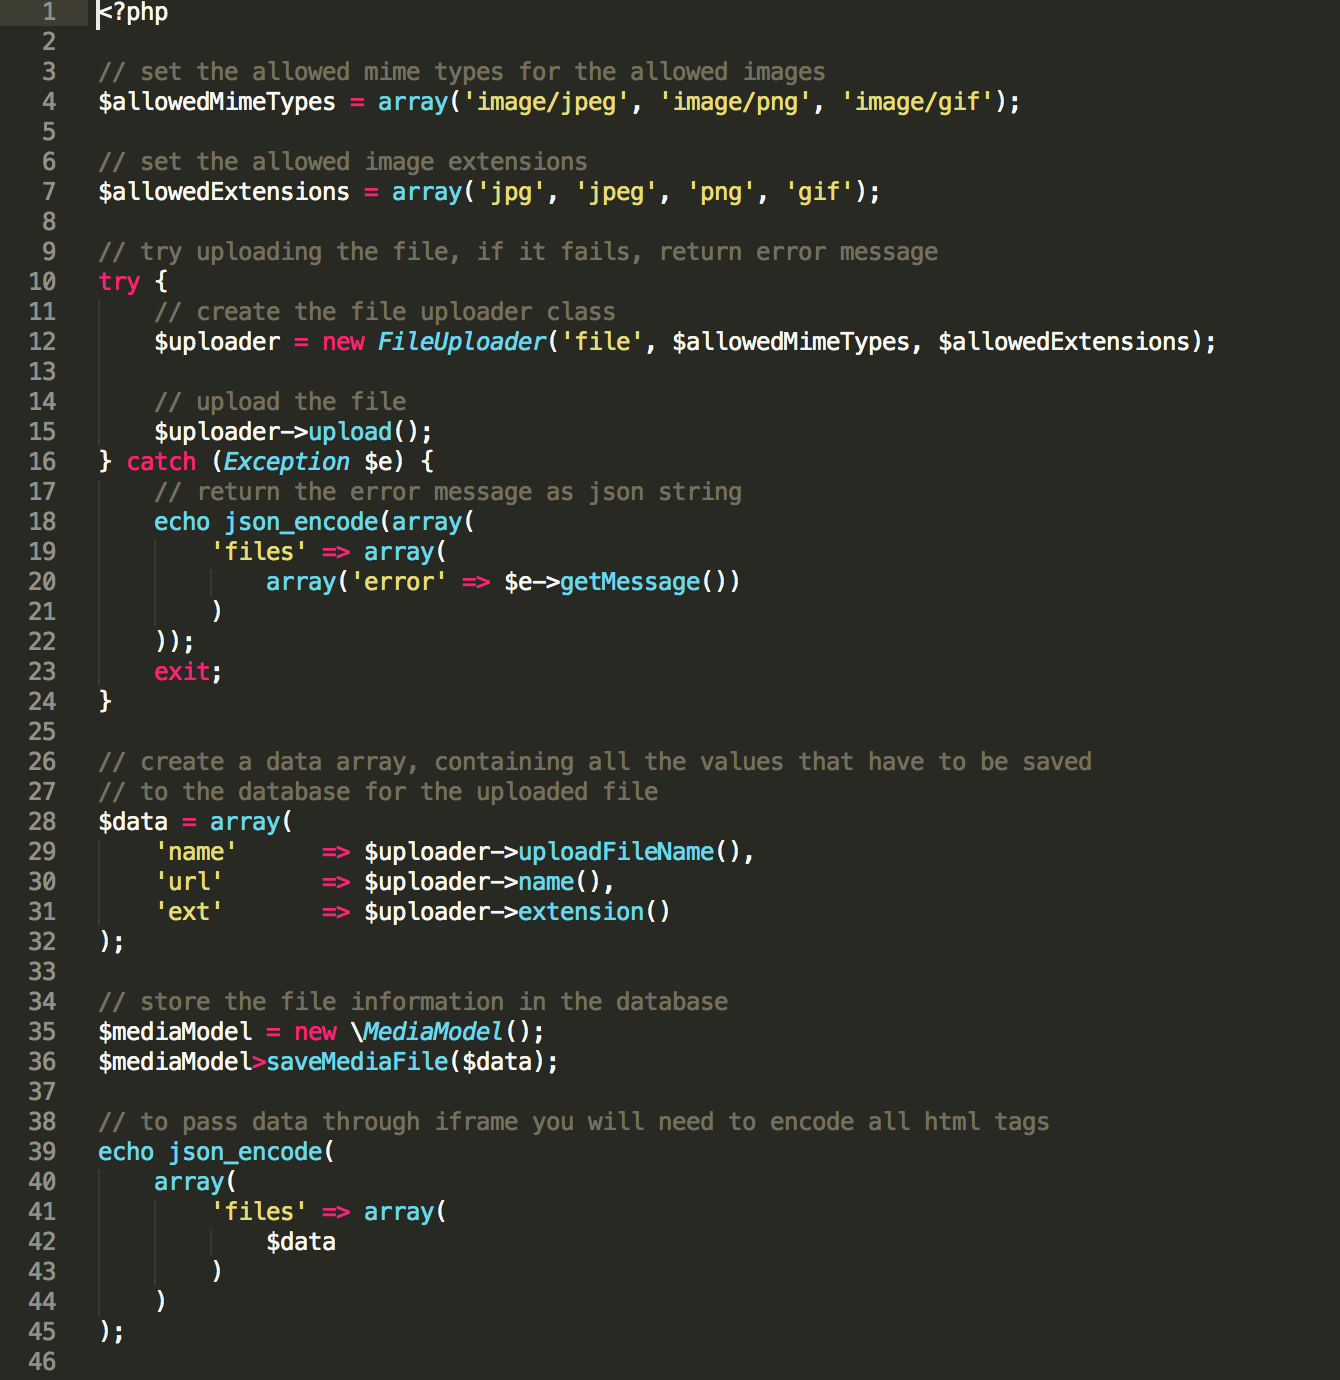 1 <?php
2
3 // set the allowed mime types for the allowed images
4 $allowedMimeTypes = array('image/jpeg', 'image/png', 'image/gif');
5
6 // set the allowed image extensions
7 $allowedExtensions = array('jpg', 'jpeg', 'png', 'gif');
8
9 // try uploading the file, if it fails, return error message
10 try {
11     // create the file uploader class
12     $uploader = new FileUploader('file', $allowedMimeTypes, $allowedExtensions);
13
14     // upload the file
15     $uploader->upload();
16 } catch (Exception $e) {
17     // return the error message as json string
18     echo json_encode(array(
19         'files' => array(
20             array('error' => $e->getMessage())
21         )
22     ));
23     exit;
24 }
25
26 // create a data array, containing all the values that have to be saved
27 // to the database for the uploaded file
28 $data = array(
29     'name'      => $uploader->uploadFileName(),
30     'url'       => $uploader->name(),
31     'ext'       => $uploader->extension()
32 );
33
34 // store the file information in the database
35 $mediaModel = new \MediaModel();
36 $mediaModel>saveMediaFile($data);
37
38 // to pass data through iframe you will need to encode all html tags
39 echo json_encode(
40     array(
41         'files' => array(
42             $data
43         )
44     )
45 );
46